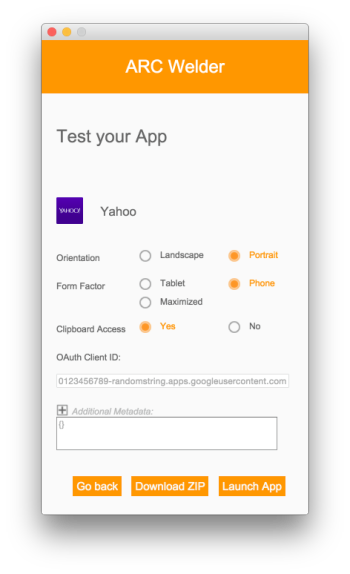 ARC Welder
Test your App
YAHOO!
Yahoo
Orientation Landscape Portrait
Form Factor Tablet Phone
Maximized
Clipboard Access Yes No
OAuth Client ID:
0123456789-randomstring.apps.googleusercontent.com
Additional Metadata:
{}
Go back Download ZIP Launch App